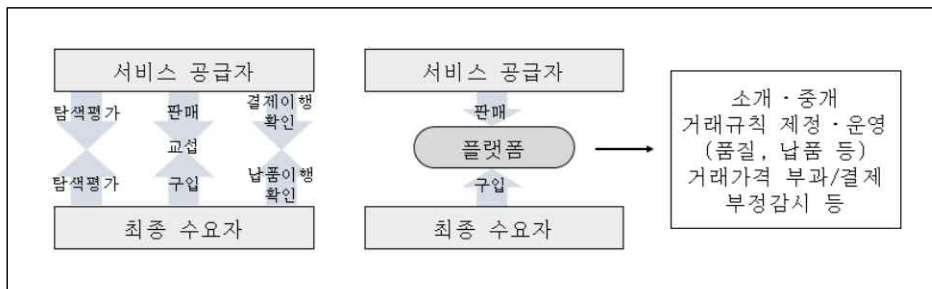 서비스 공급자
탐색평가
판매
결제이행
확인
교섭
탐색평가
구입
납품이행
확인
최종 수요자
서비스 공급자
판매
플랫폼
구입
최종 수요자
소개·중개
거래규칙 제정·운영
(품질, 납품 등)
거래가격 부과/결제
부정감시 등